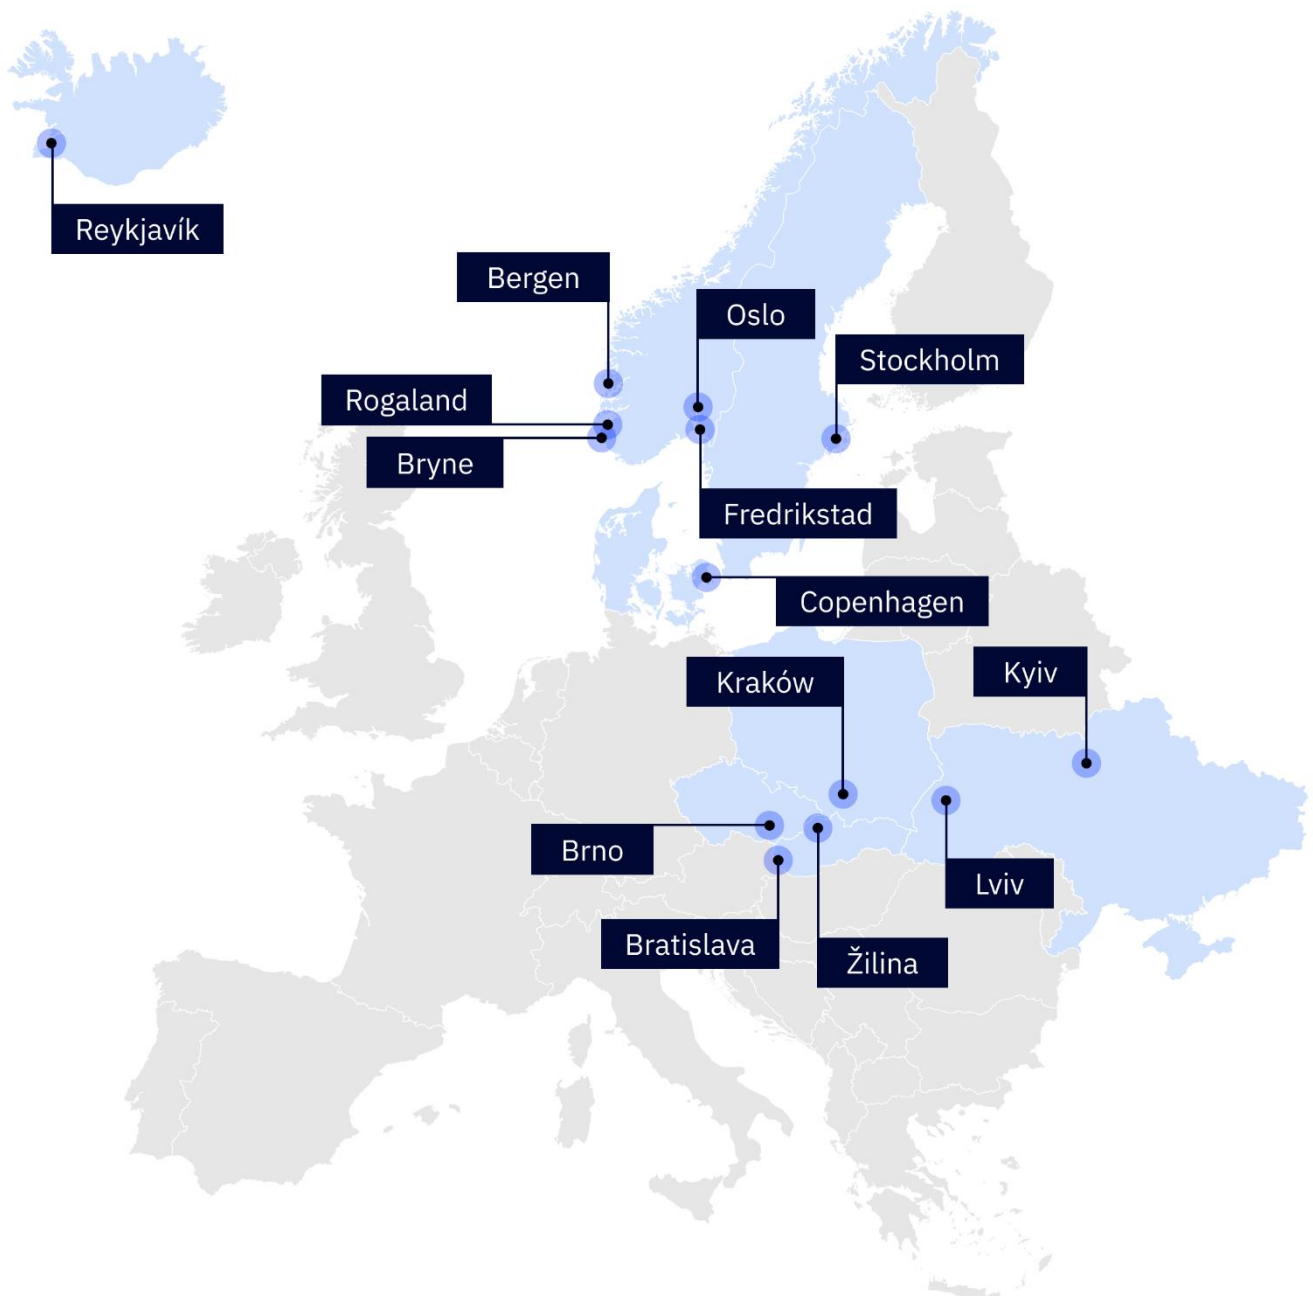 Reykjavík
Bergen
Oslo
Stockholm
Rogaland
Bryne
Fredrikstad
Copenhagen
Kraków
Kyiv
Brno
Lviv
Bratislava
Žilina